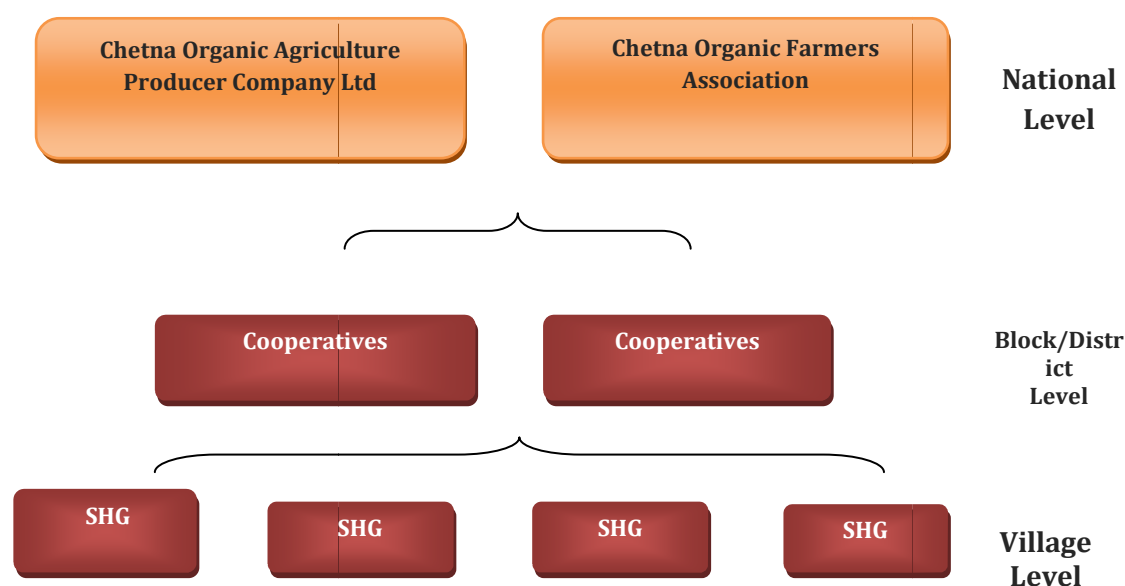 Chetna Organic Agriculture
Producer Company Ltd
Chetna Organic Farmers
Association
National
Level
Cooperatives
Cooperatives
Block/Distr
ict
Level
SHG
SHG
SHG
SHG
Village
Level